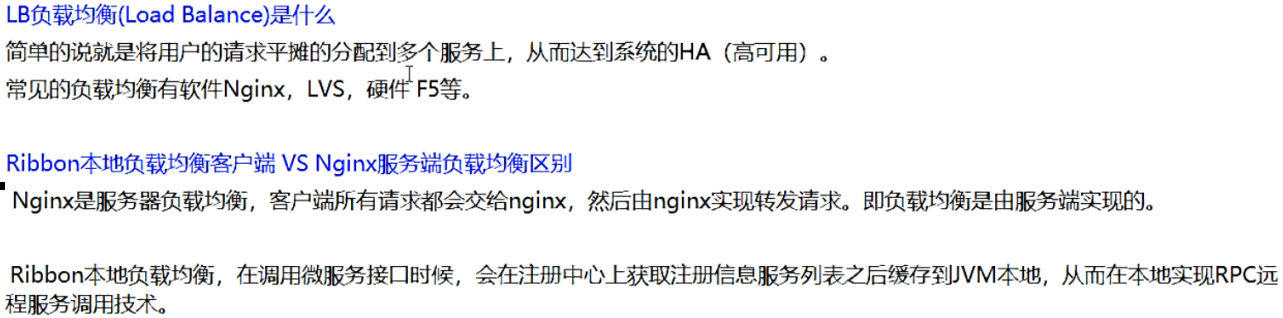 LB负载均衡(Load Balance)是什么
简单的说就是将用户的请求平摊的分配到多个服务上，从而达到系统的HA（高可用）。
常见的负载均衡有软件Nginx，LVS，硬件 F5等。
Ribbon本地负载均衡客户端 VS Nginx服务端负载均衡区别
Nginx是服务器负载均衡，客户端所有请求都会交给nginx，然后由nginx实现转发请求。即负载均衡是由服务端实现的。
Ribbon本地负载均衡，在调用微服务接口时候，会在注册中心上获取注册信息服务列表之后缓存到JVM本地，从而在本地实现RPC远
程服务调用技术。